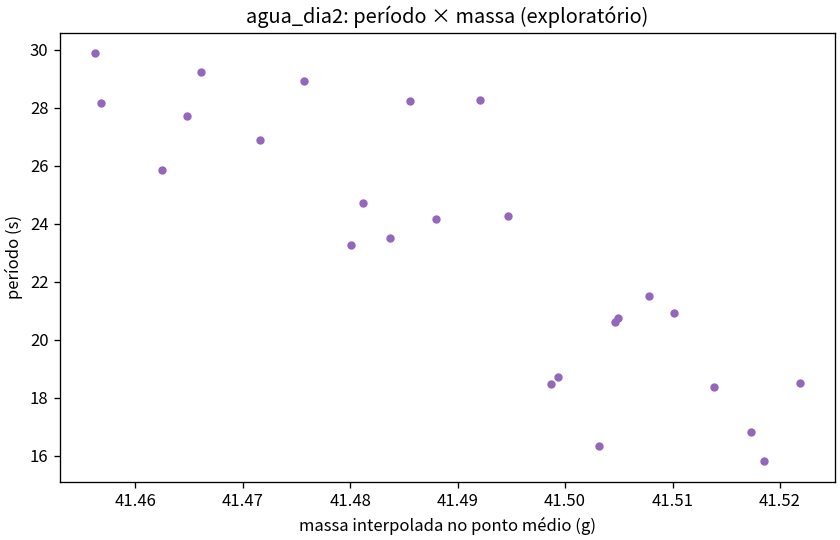 agua_dia2: período × massa (exploratório)
30
28
26
24
22
20
18
16
período (s)
41.46 41.47 41.48 41.49 41.50 41.51 41.52
massa interpolada no ponto médio (g)